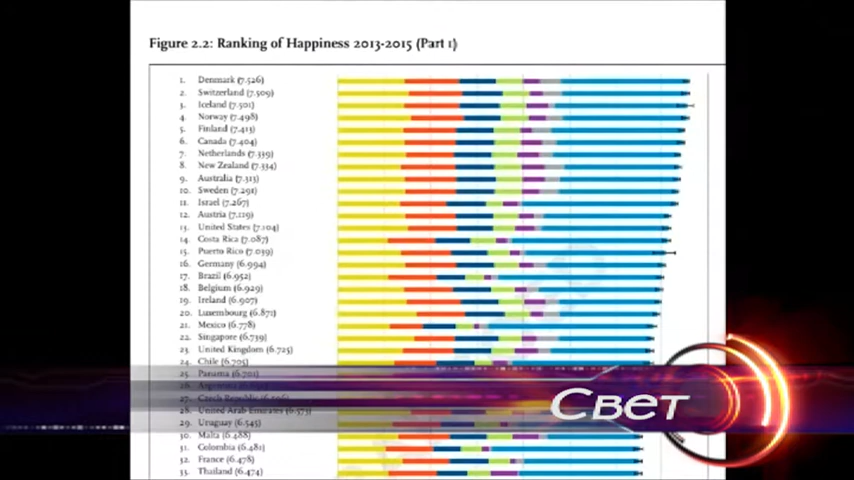 Figure 2.2: Ranking of Happiness 2013-2015 (Part 1)
1. Denmark (7.526)
2. Switzerland (7.509)
3. Iceland (7.501)
4. Norway (7.498)
5. Finland (7.413)
6. Canada (7.404)
7. Netherlands (7.339)
8. New Zealand (7.334)
9. Australia (7.313)
10. Sweden (7.291)
11. Israel (7.267)
12. Austria (7.119)
13. United States (7.104)
14. Costa Rica (7.087)
15. Puerto Rico (7.039)
16. Germany (6.994)
17. Brazil (6.952)
18. Belgium (6.929)
19. Ireland (6.907)
20. Luxembourg (6.871)
21. Mexico (6.778)
22. Singapore (6.739)
23. United Kingdom (6.725)
24. Chile (6.705)
25. Panama (6.701)
26. Argentina
27. Czech Republic
28. United Arab Emirates (6.573)
Свет
29. Uruguay (6.545)
30. Malta (6.488)
31. Colombia (6.481)
32. France (6.478)
33. Thailand (6.474)